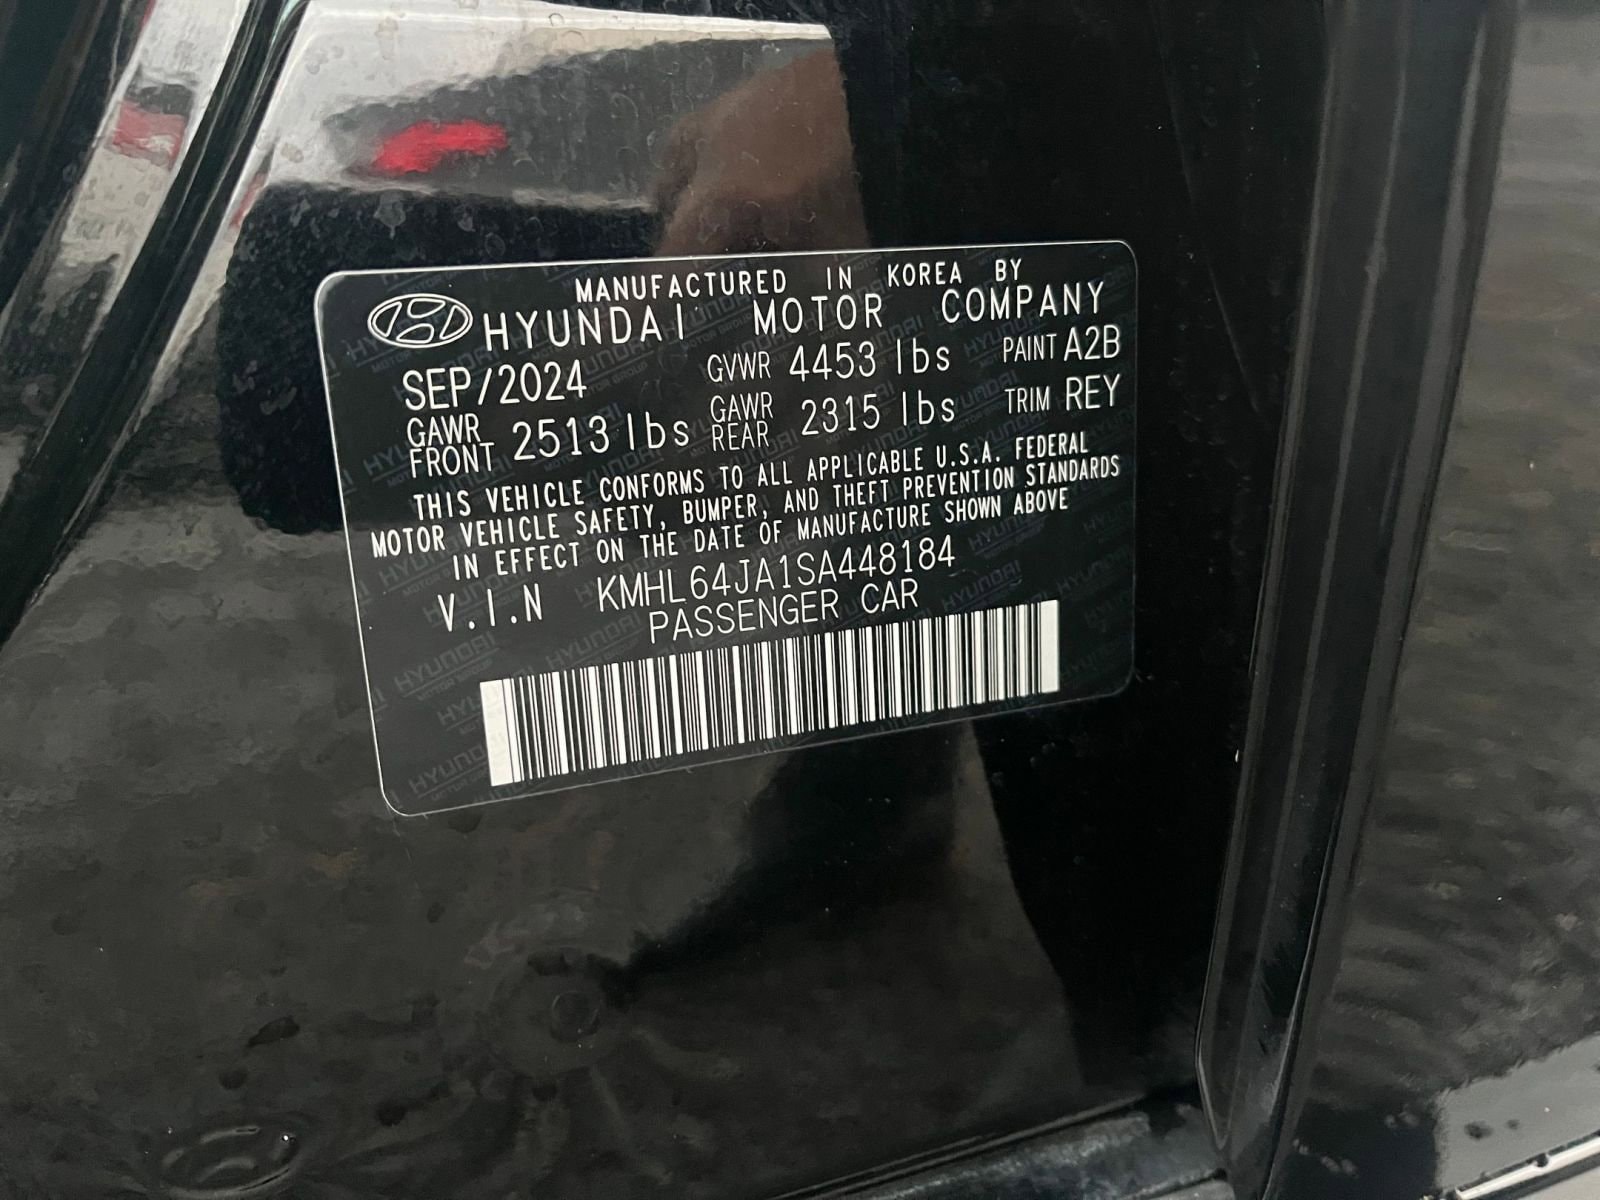 MANUFACTURED IN KOREA BY
HYUNDAI MOTOR COMPANY
SEP/2024 GVWR 4453 lbs PAINT A2B
GAWR FRONT 2513 lbs GAWR REAR 2315 lbs TRIM REY
THIS VEHICLE CONFORMS TO ALL APPLICABLE U.S.A. FEDERAL
MOTOR VEHICLE SAFETY, BUMPER, AND THEFT PREVENTION STANDARDS
IN EFFECT ON THE DATE OF MANUFACTURE SHOWN ABOVE
V.I.N KMHL64JA1SA448184
PASSENGER CAR